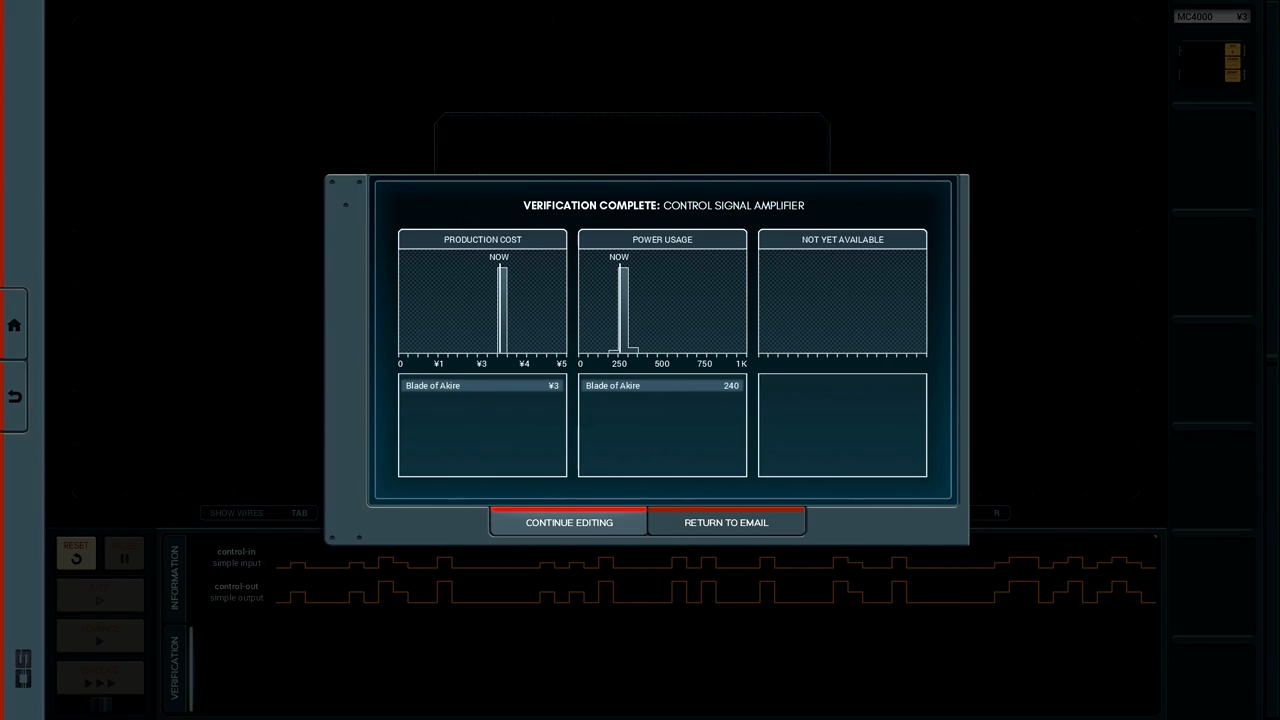 MC4000 ¥3
VERIFICATION COMPLETE: CONTROL SIGNAL AMPLIFIER
PRODUCTION COST
POWER USAGE
NOT YET AVAILABLE
NOW
NOW
0 ¥1 ¥3 ¥4 ¥5
0 250 500 750 1K
Blade of Akire ¥3
Blade of Akire 240
SHOW WIRES TAB
R
CONTINUE EDITING
RETURN TO EMAIL
RESET
INFORMATION
VERIFICATION
control-in
simple input
control-out
simple output